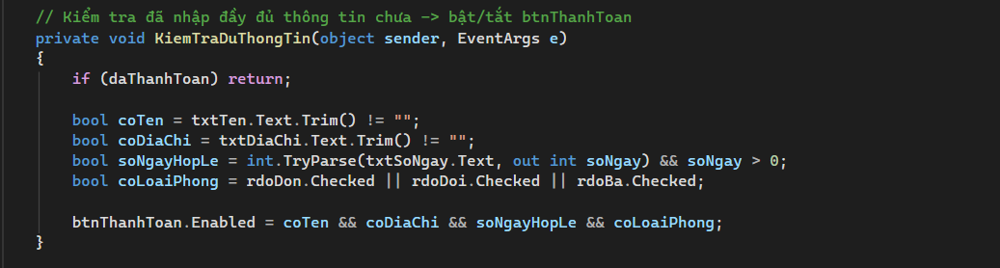 // Kiểm tra đã nhập đầy đủ thông tin chưa -> bật/tắt btnThanhToan
private void KiemTraDuThongTin(object sender, EventArgs e)
{
    if (daThanhToan) return;

    bool coTen = txtTen.Text.Trim() != "";
    bool coDiaChi = txtDiaChi.Text.Trim() != "";
    bool soNgayHopLe = int.TryParse(txtSoNgay.Text, out int soNgay) && soNgay > 0;
    bool coLoaiPhong = rdoDon.Checked || rdoDoi.Checked || rdoBa.Checked;

    btnThanhToan.Enabled = coTen && coDiaChi && soNgayHopLe && coLoaiPhong;
}